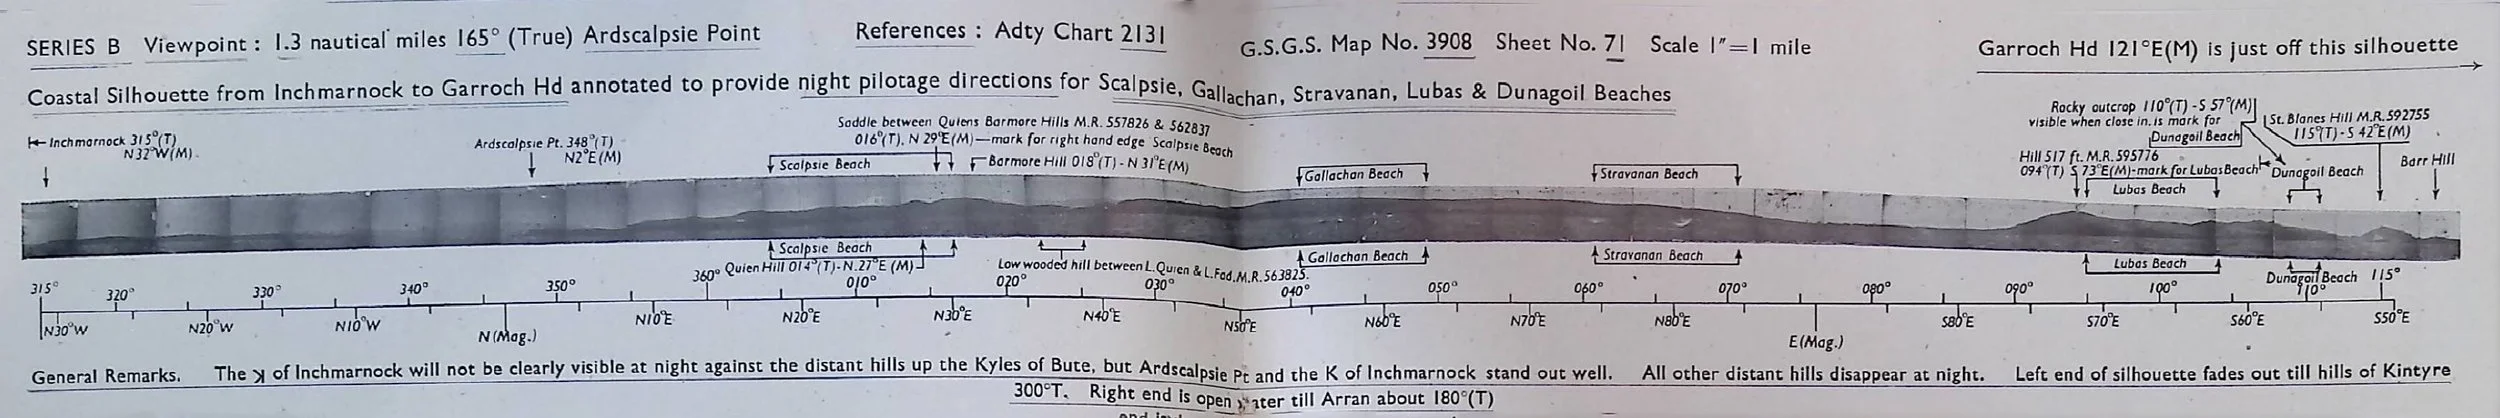 SERIES B Viewpoint : 1.3 nautical miles 165° (True) Ardscalpsie Point
References : Adty Chart 2131
G.S.G.S. Map No. 3908 Sheet No. 71 Scale 1"=1 mile
Garroch Hd 121°E(M) is just off this silhouette
Coastal Silhouette from Inchmarnock to Garroch Hd annotated to provide night pilotage directions for Scalpsie, Gallachan, Stravanan, Lubas & Dunagoil Beaches
Inchmarnock 315°(T)
N32°W(M).
Ardscalpsie Pt. 348°(T)
N2°E(M)
Saddle between Quiens Barmore Hills M.R. 557826 & 562837
016°(T). N 29°E(M)—mark for right hand edge Scalpsie Beach
Scalpsie Beach
Barmore Hill 018°(T) - N 31°E(M)
Gallachan Beach
Stravanan Beach
Rocky outcrop 110°(T) - S 57°(M)
visible when close in. is mark for
Dunagoil Beach
St. Blanes Hill M.R. 592755
115°(T) - S 42°E(M)
Hill 517 ft. M.R. 595776
094°(T) S 73°E(M)-mark for Lubas Beach
Lubas Beach
Dunagoil Beach
Barr Hill
Scalpsie Beach
Quien Hill 014°(T)-N.27°E (M)
Low wooded hill between L. Quien & L. Fad. M.R. 563825.
Gallachan Beach
Stravanan Beach
Lubas Beach
Dunagoil Beach
315° 320° 330° 340° 350° 360° 010° 020° 030° 040° 050° 060° 070° 080° 090° 100° 110° 115°
N30°W N20°W N10°W N(Mag.) N10°E N20°E N30°E N40°E N50°E N60°E N70°E N80°E E(Mag.) S80°E S70°E S60°E S50°E
General Remarks. The of Inchmarnock will not be clearly visible at night against the distant hills up the Kyles of Bute, but Ardscalpsie Pt and the K of Inchmarnock stand out well. All other distant hills disappear at night. Left end of silhouette fades out till hills of Kintyre
300°T. Right end is open water till Arran about 180°(T)